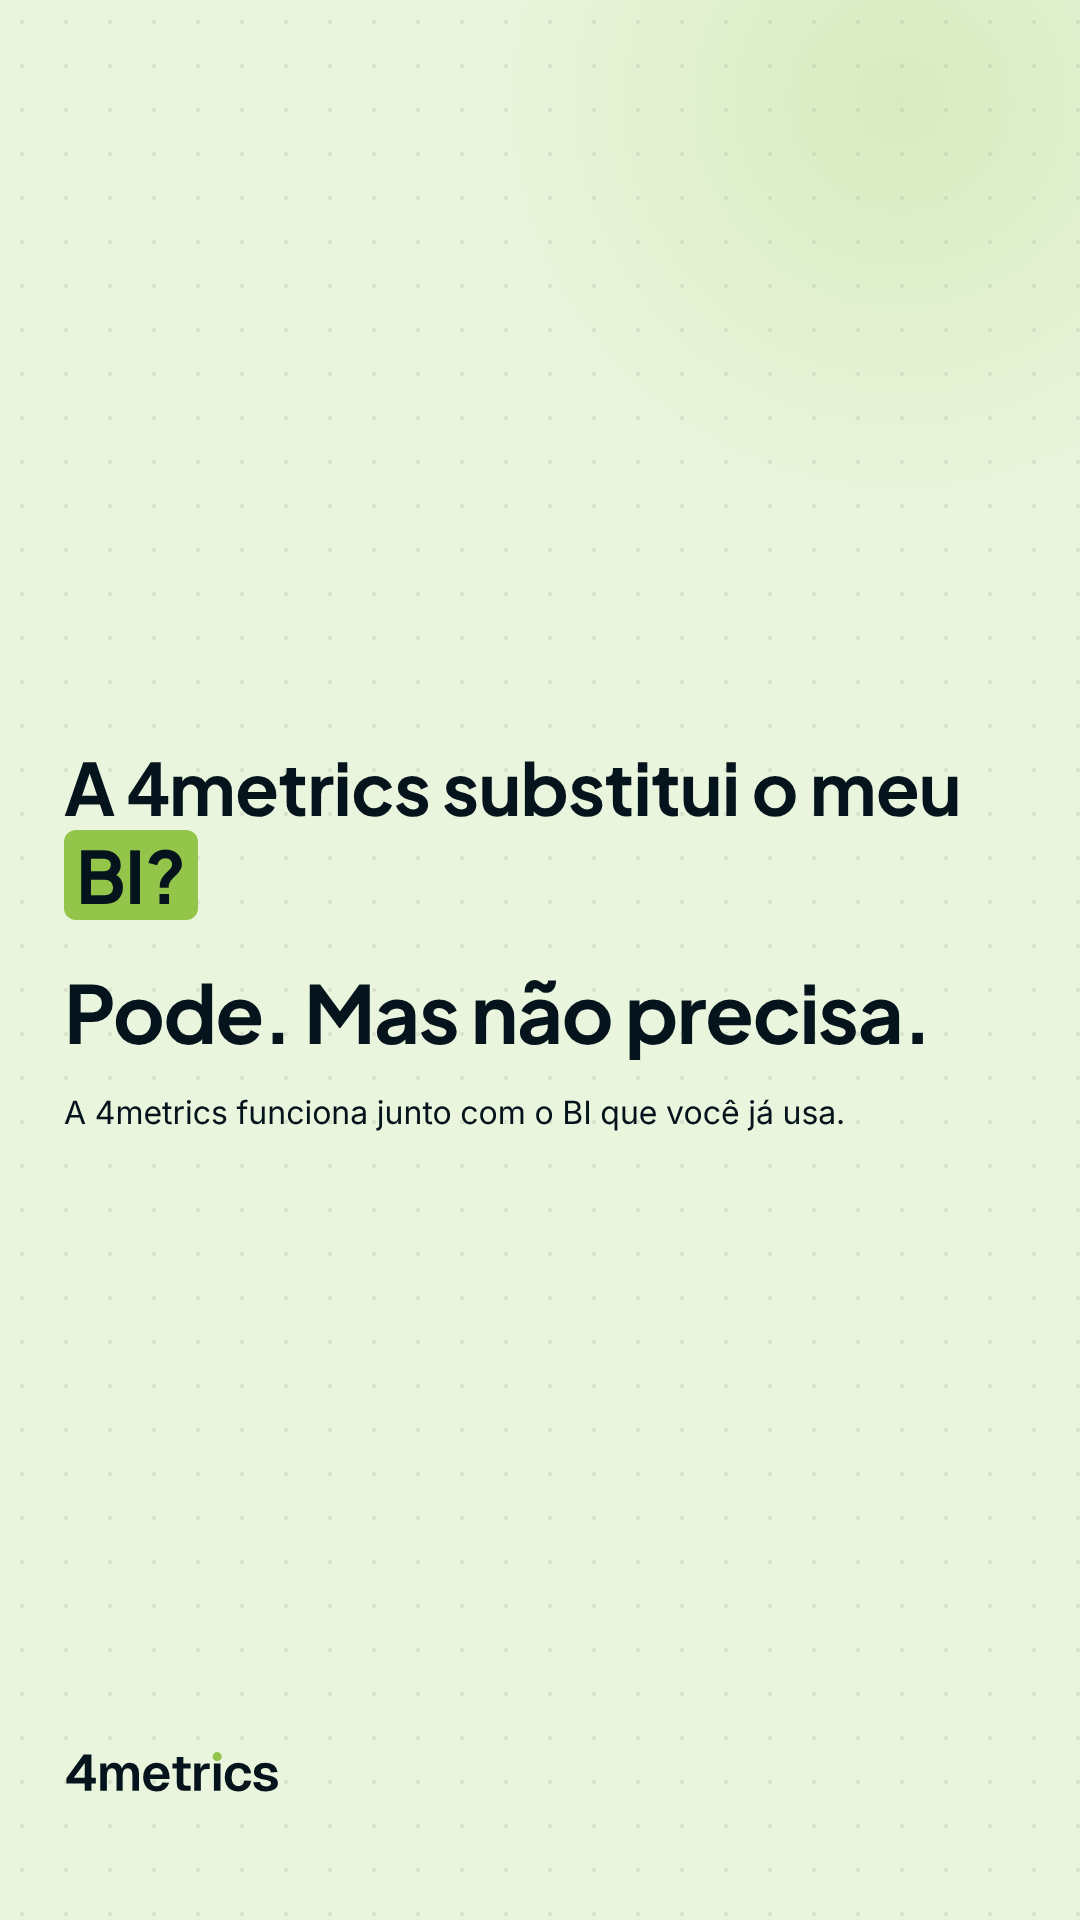 A 4metrics substitui o meu
BI?
Pode. Mas não precisa.
A 4metrics funciona junto com o BI que você já usa.
4metrics